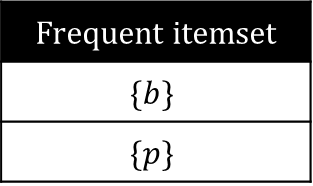 Frequent itemset
{b}
{p}